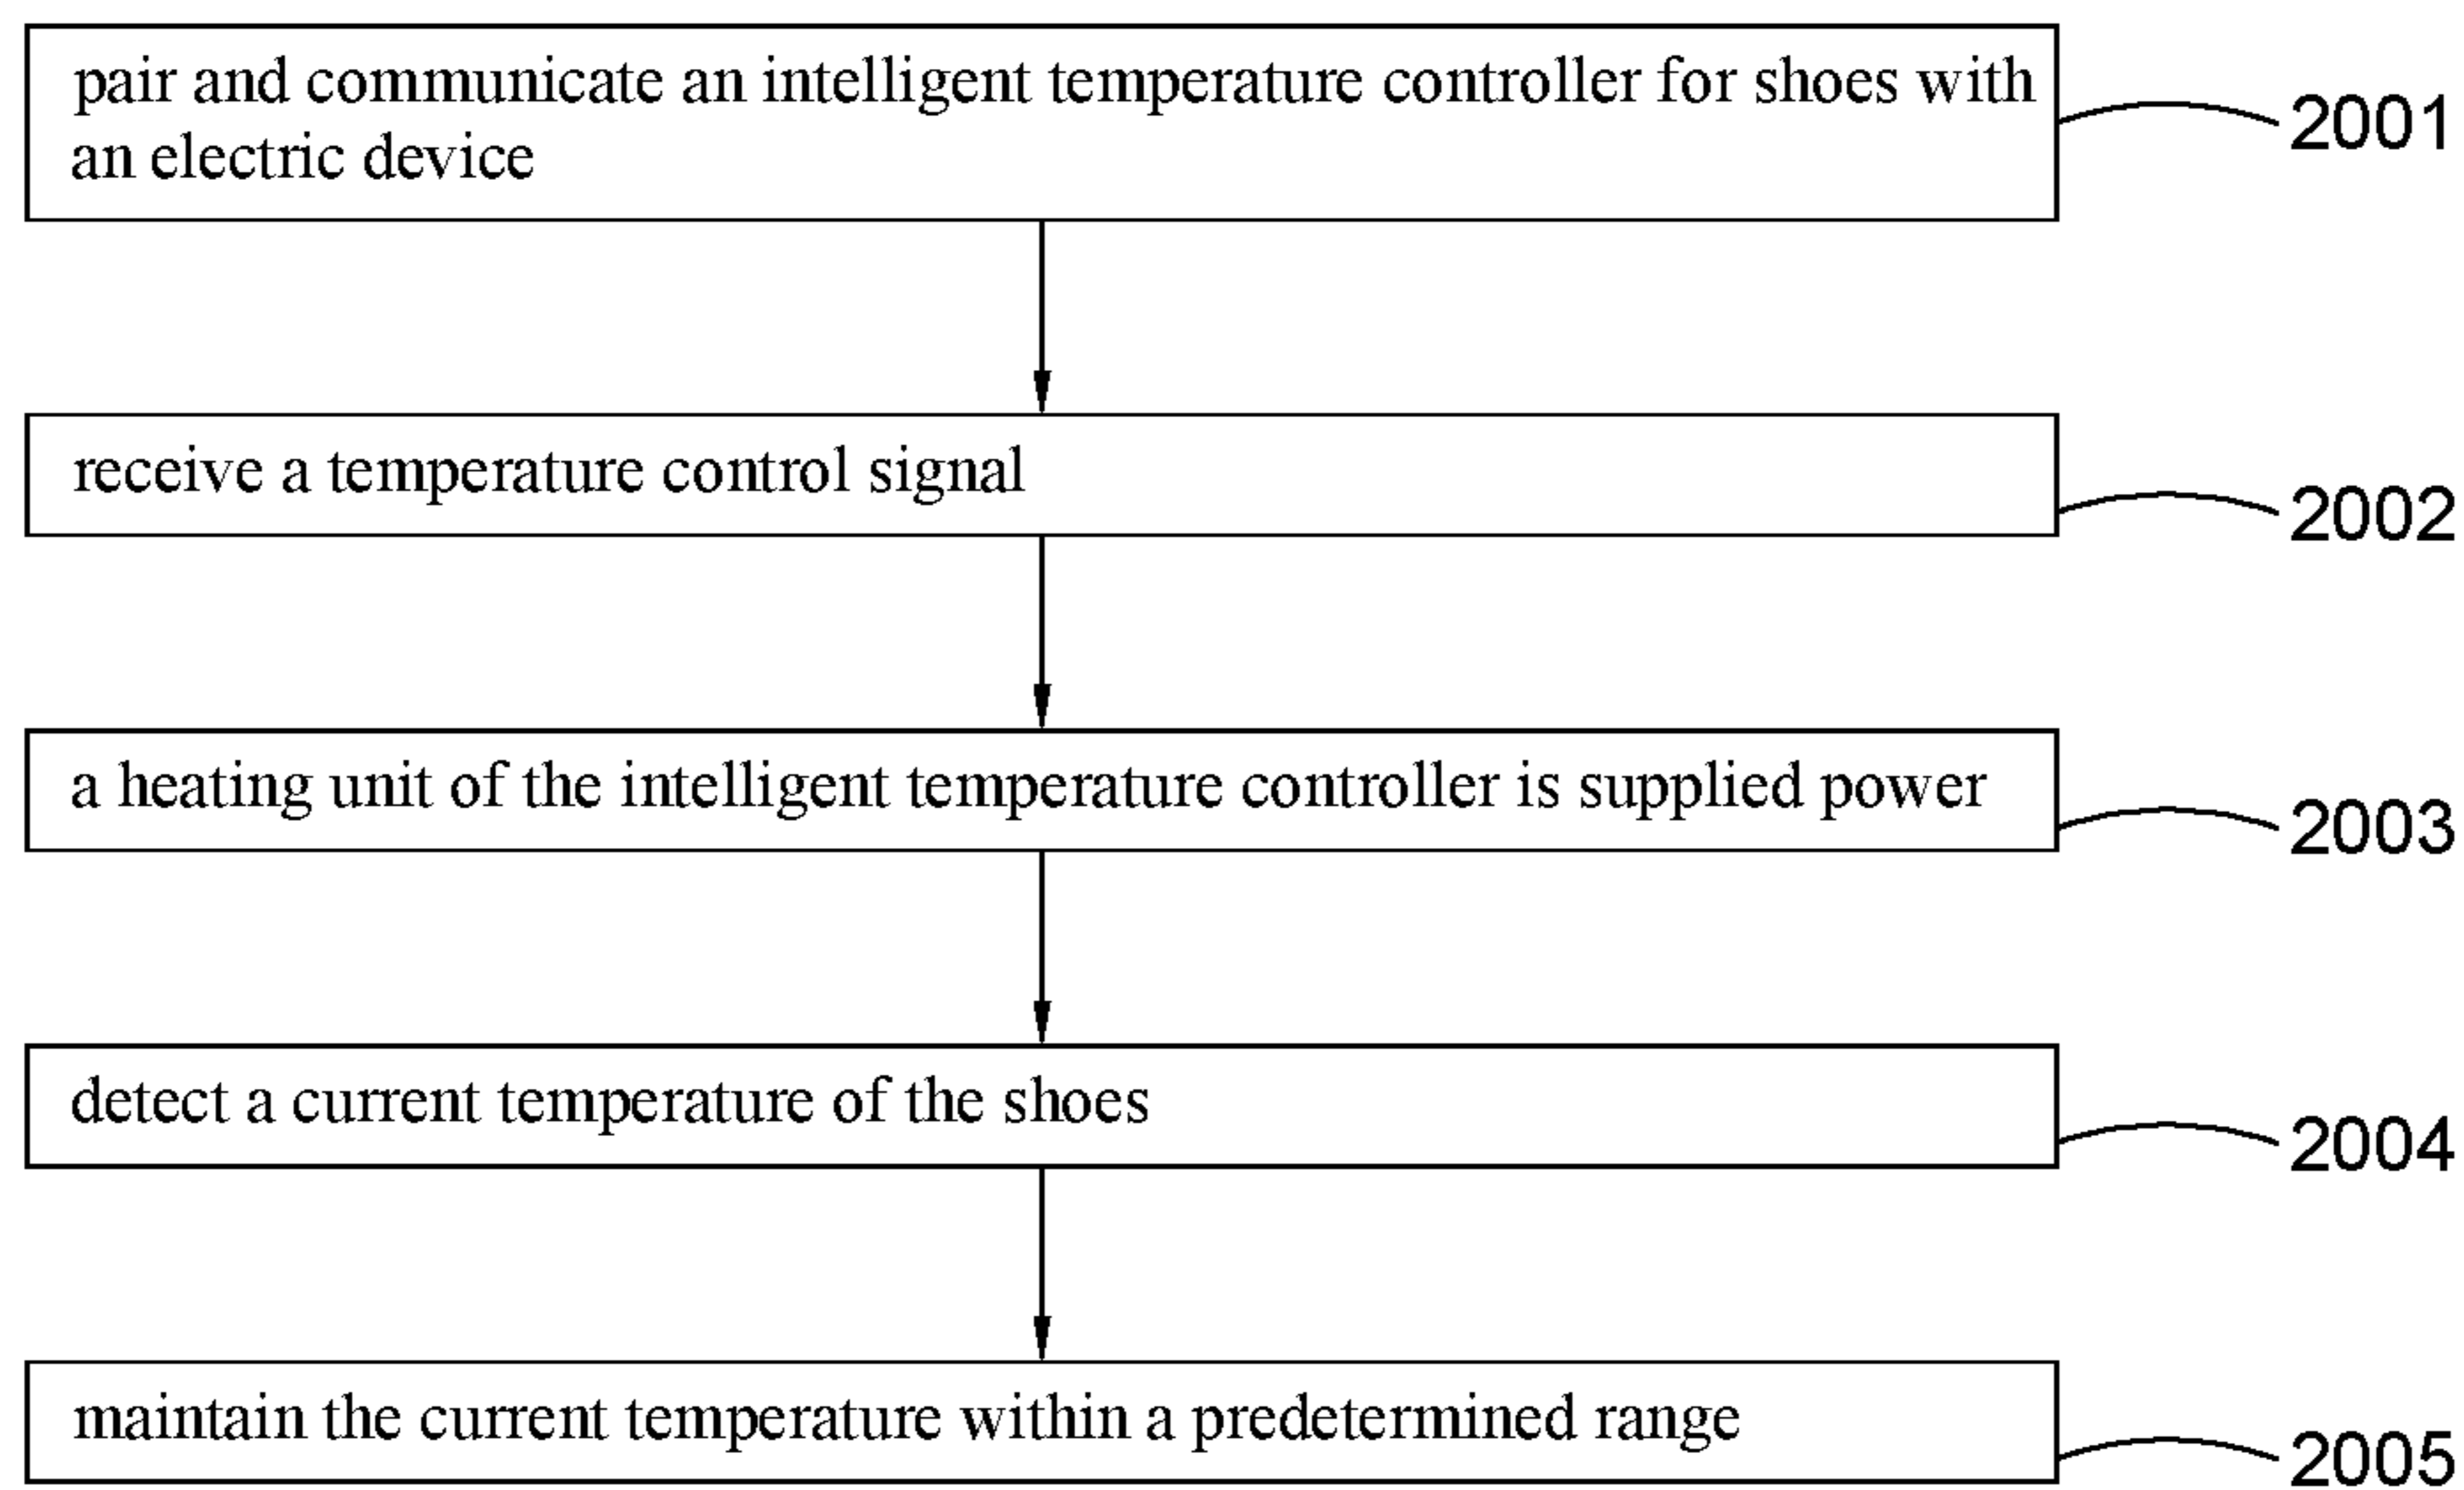 pair and communicate an intelligent temperature controller for shoes with
an electric device
2001
receive a temperature control signal
2002
a heating unit of the intelligent temperature controller is supplied power
2003
detect a current temperature of the shoes
2004
maintain the current temperature within a predetermined range
2005